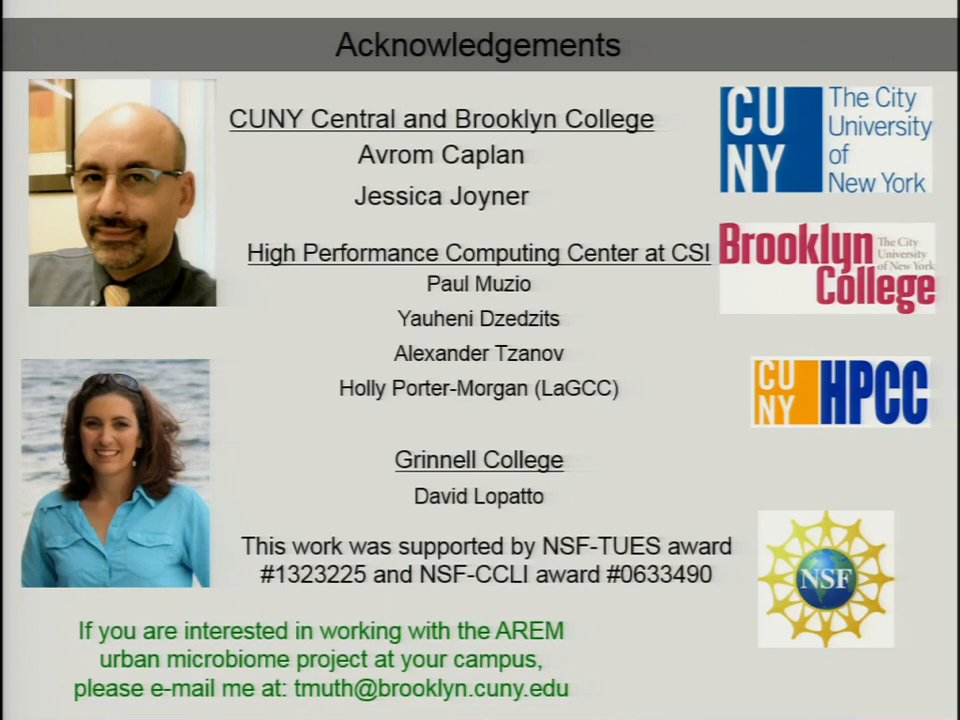 Acknowledgements
CUNY Central and Brooklyn College
Avrom Caplan
Jessica Joyner
High Performance Computing Center at CSI
Paul Muzio
Yauheni Dzedzits
Alexander Tzanov
Holly Porter-Morgan (LaGCC)
Grinnell College
David Lopatto
This work was supported by NSF-TUES award
#1323225 and NSF-CCLI award #0633490
If you are interested in working with the AREM
urban microbiome project at your campus,
please e-mail me at: tmuth@brooklyn.cuny.edu
CU
NY
The City
University
of
New York
Brooklyn
College
The City
University
of New York
CU
NY
HPCC
NSF